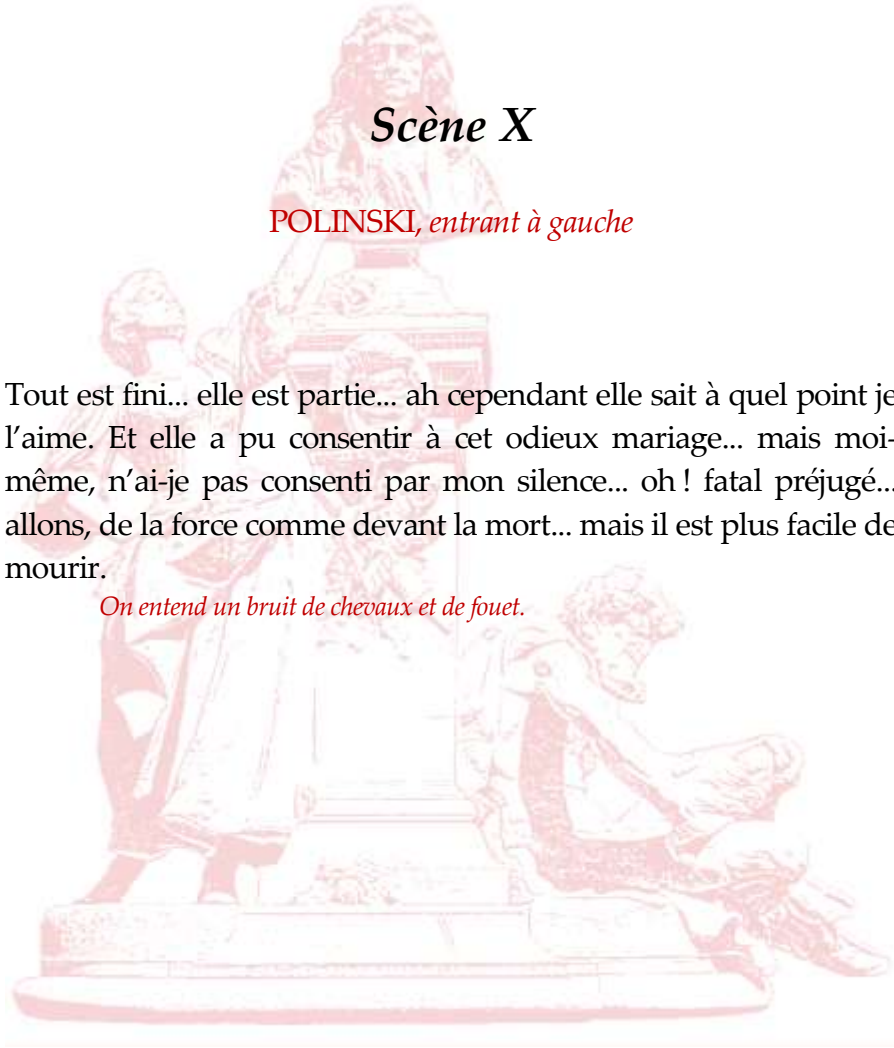 Scène X
POLINSKI, entrant à gauche
Tout est fini... elle est partie... ah cependant elle sait à quel point je
l’aime. Et elle a pu consentir à cet odieux mariage... mais moi-
même, n’ai-je pas consenti par mon silence... oh ! fatal préjugé...
allons, de la force comme devant la mort... mais il est plus facile de
mourir.
On entend un bruit de chevaux et de fouet.